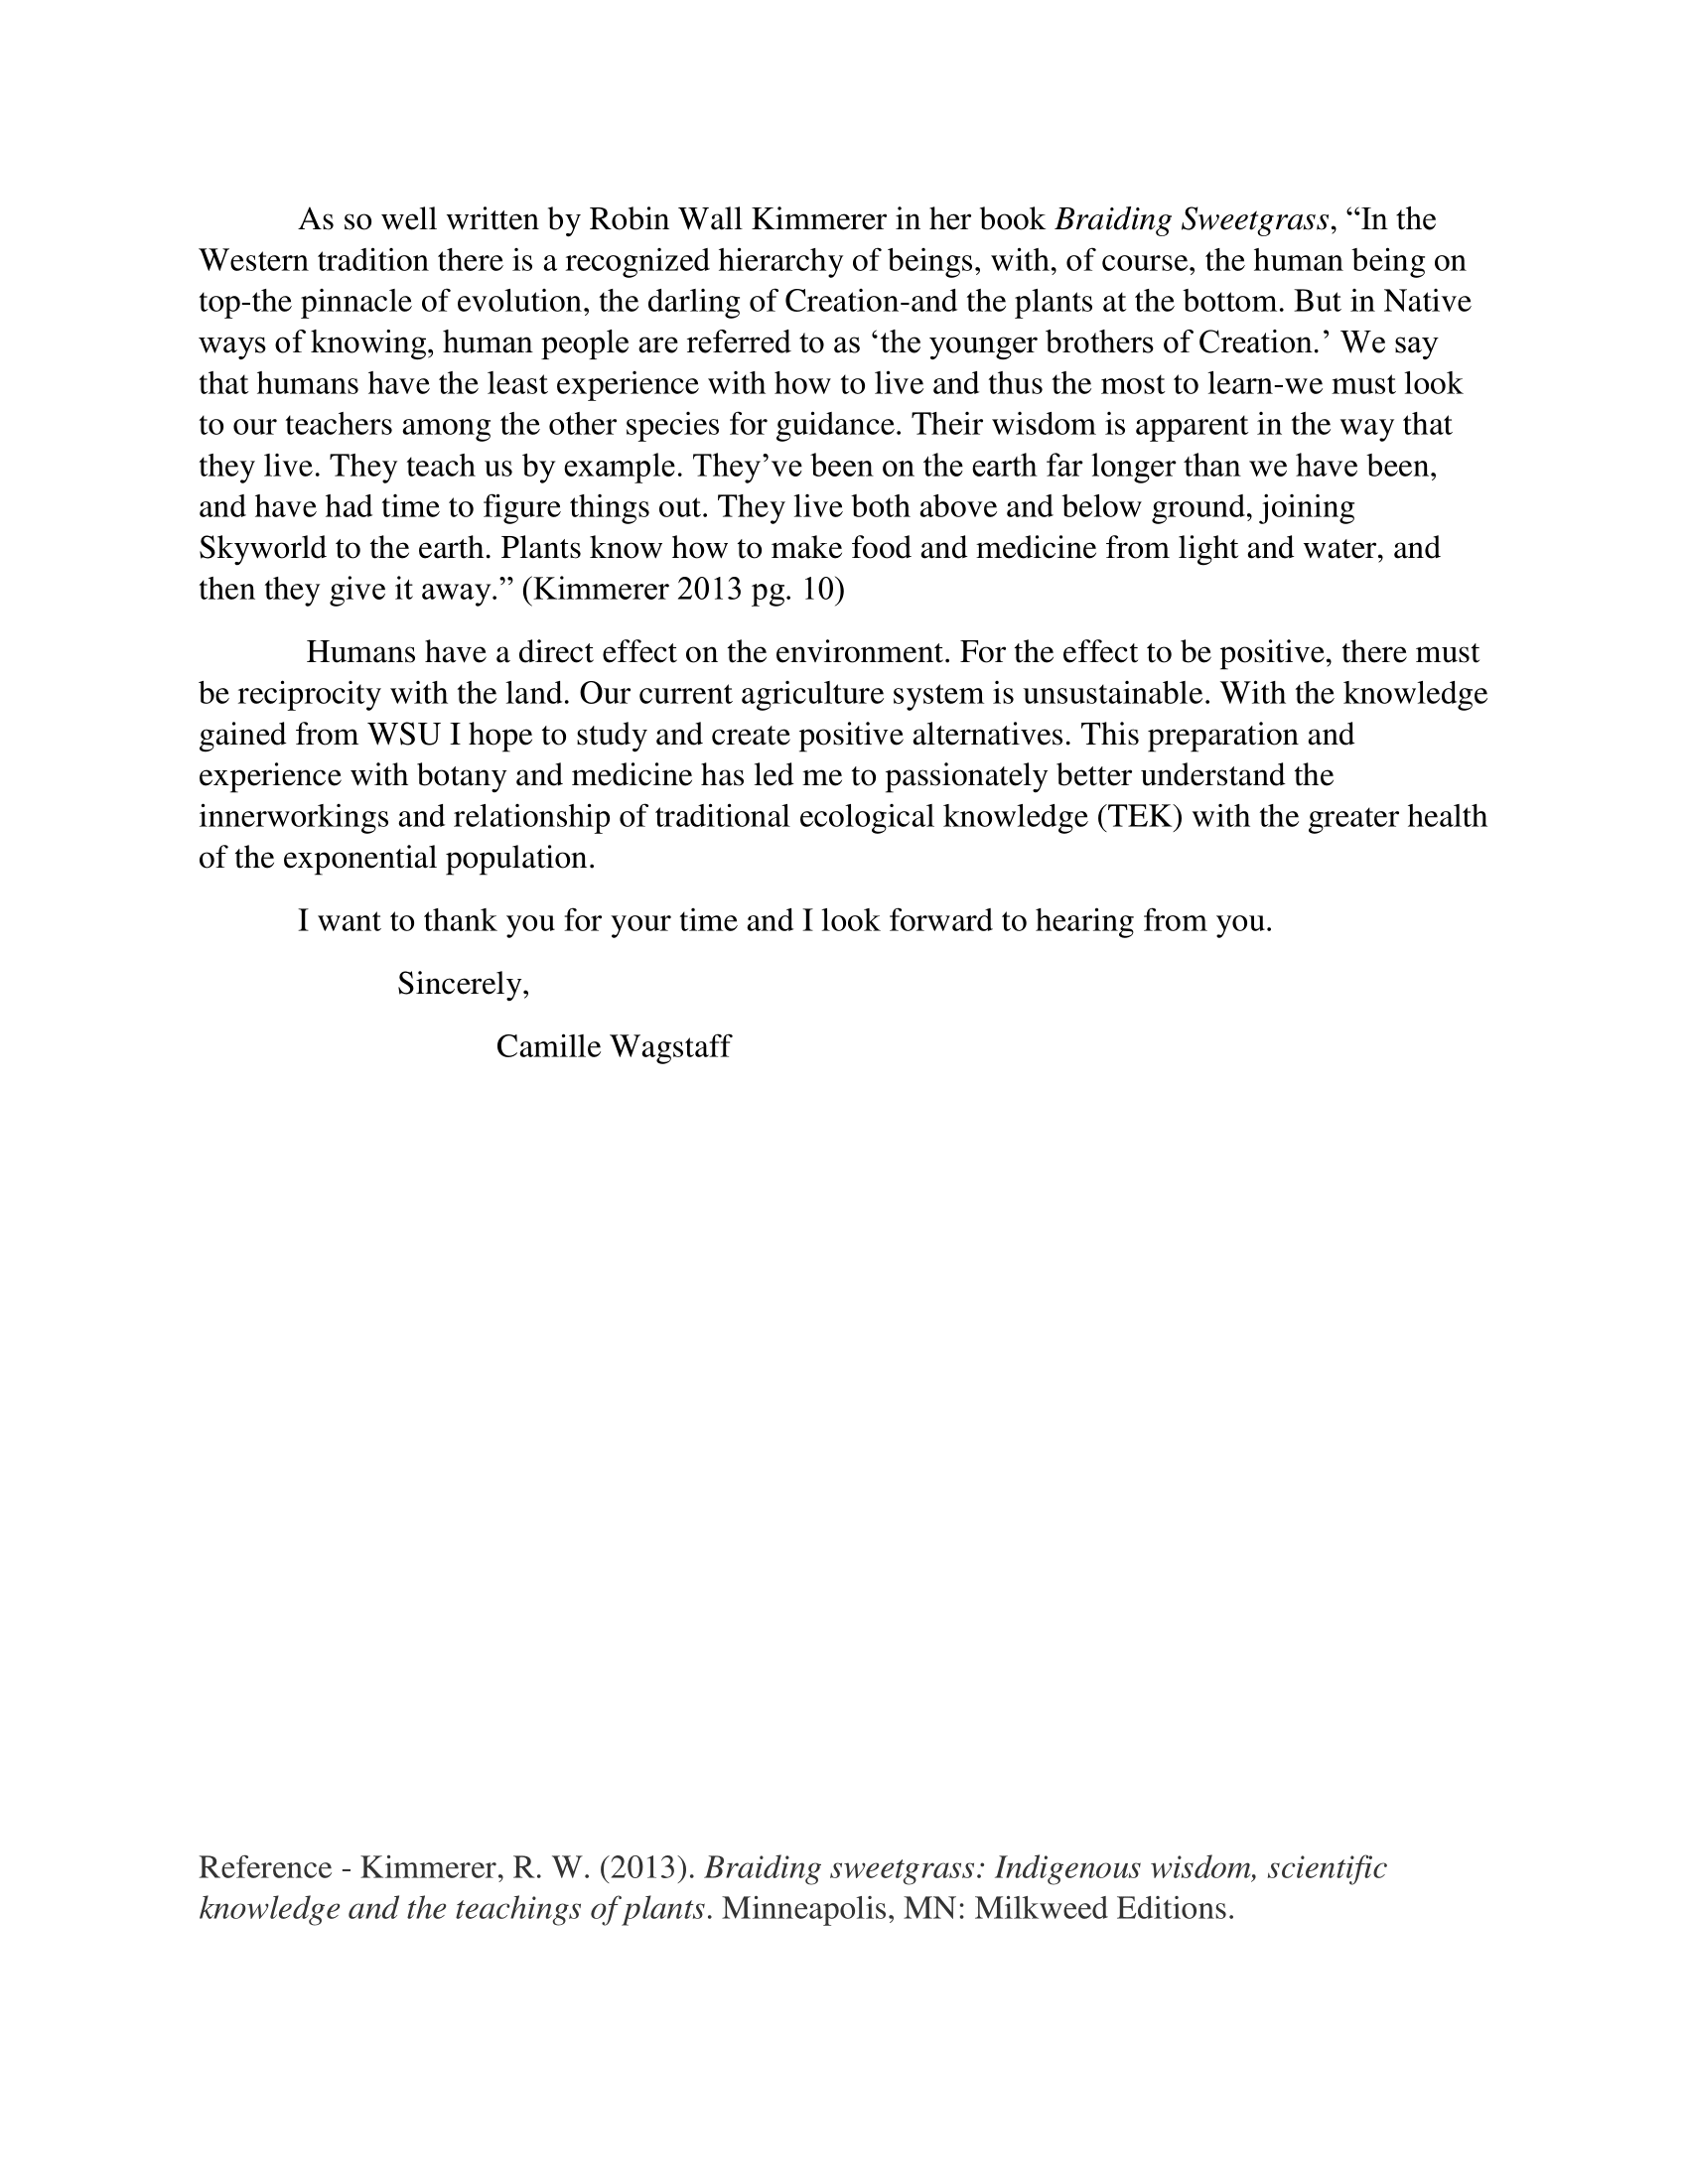 As so well written by Robin Wall Kimmerer in her book Braiding Sweetgrass, “In the
Western tradition there is a recognized hierarchy of beings, with, of course, the human being on
top-the pinnacle of evolution, the darling of Creation-and the plants at the bottom. But in Native
ways of knowing, human people are referred to as ‘the younger brothers of Creation.’ We say
that humans have the least experience with how to live and thus the most to learn-we must look
to our teachers among the other species for guidance. Their wisdom is apparent in the way that
they live. They teach us by example. They’ve been on the earth far longer than we have been,
and have had time to figure things out. They live both above and below ground, joining
Skyworld to the earth. Plants know how to make food and medicine from light and water, and
then they give it away.” (Kimmerer 2013 pg. 10)
Humans have a direct effect on the environment. For the effect to be positive, there must
be reciprocity with the land. Our current agriculture system is unsustainable. With the knowledge
gained from WSU I hope to study and create positive alternatives. This preparation and
experience with botany and medicine has led me to passionately better understand the
innerworkings and relationship of traditional ecological knowledge (TEK) with the greater health
of the exponential population.
I want to thank you for your time and I look forward to hearing from you.
Sincerely,
Camille Wagstaff
Reference - Kimmerer, R. W. (2013). Braiding sweetgrass: Indigenous wisdom, scientific
knowledge and the teachings of plants. Minneapolis, MN: Milkweed Editions.